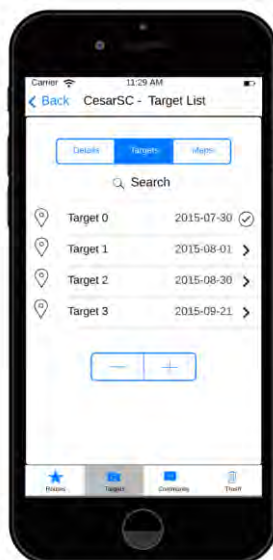 Carrier 11:29 AM
Back CesarSC - Target List
Details Targets Maps
Search
Target 0 2015-07-30
Target 1 2015-08-01
Target 2 2015-08-30
Target 3 2015-09-21
Routes Target Community Trash